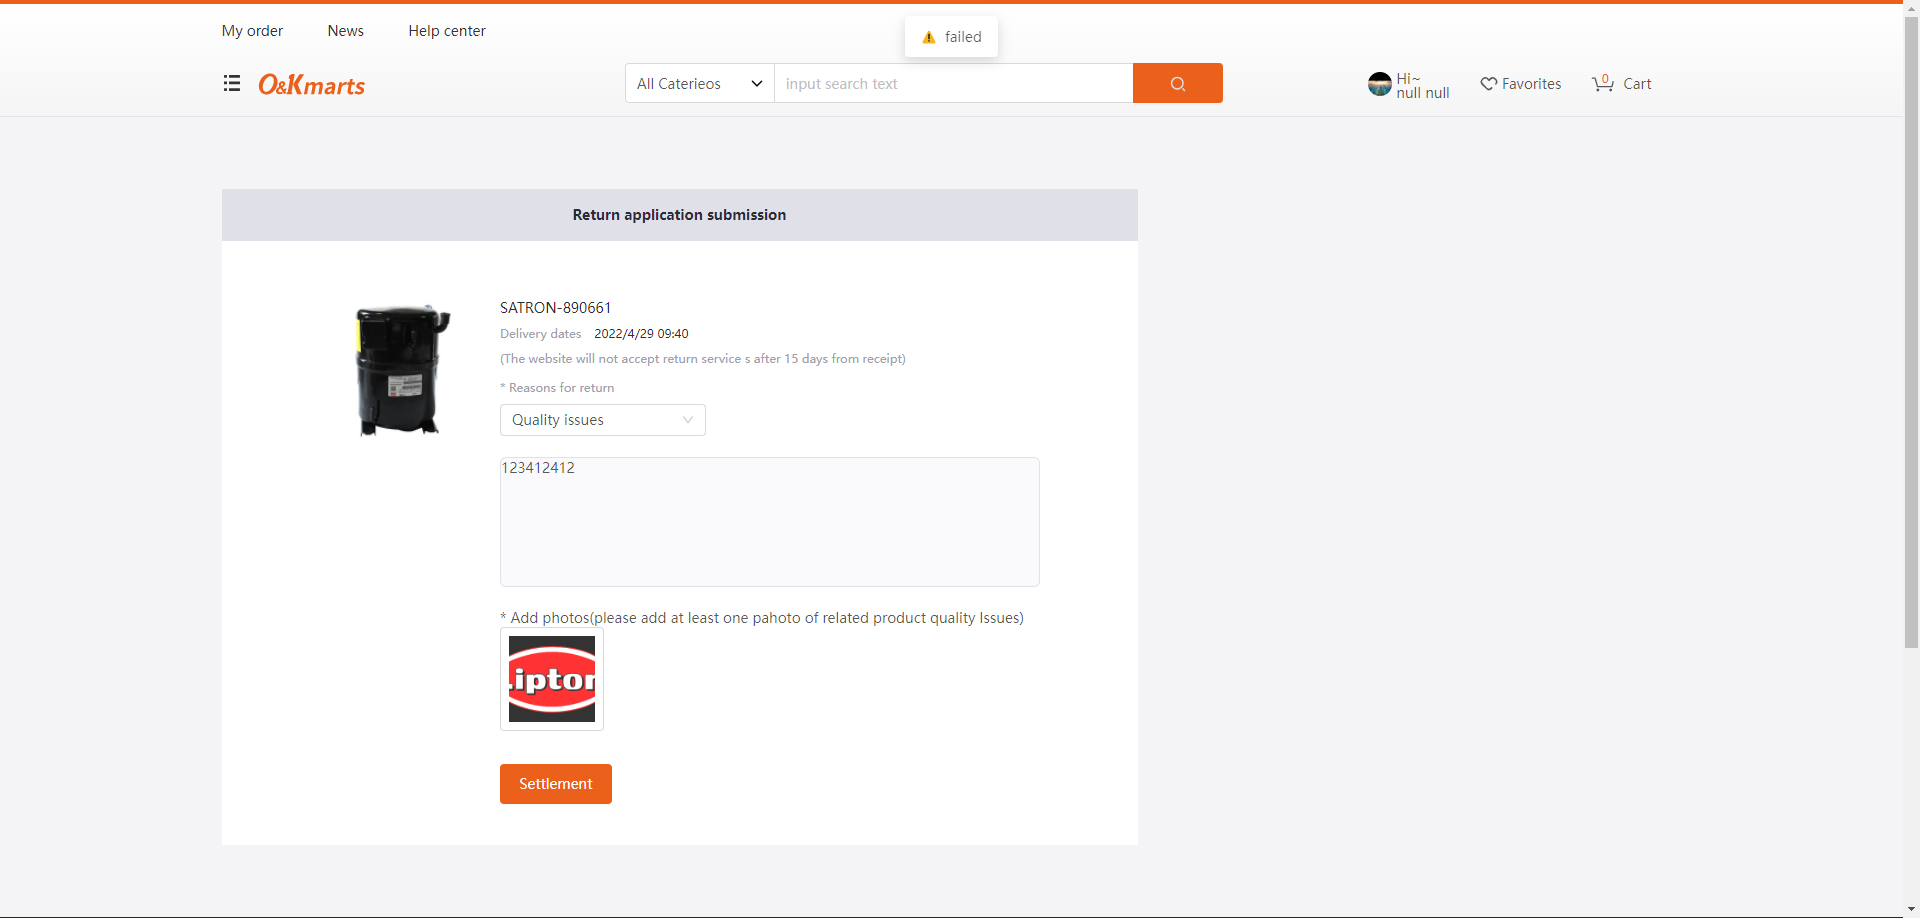 My order News Help center
failed
O&Kmarts
All Caterieos
input search text
Hi~
null null
Favorites
0
Cart
Return application submission
SATRON-890661
Delivery dates 2022/4/29 09:40
(The website will not accept return service s after 15 days from receipt)
* Reasons for return
Quality issues
123412412
* Add photos(please add at least one pahoto of related product quality Issues)
Lipton
Settlement